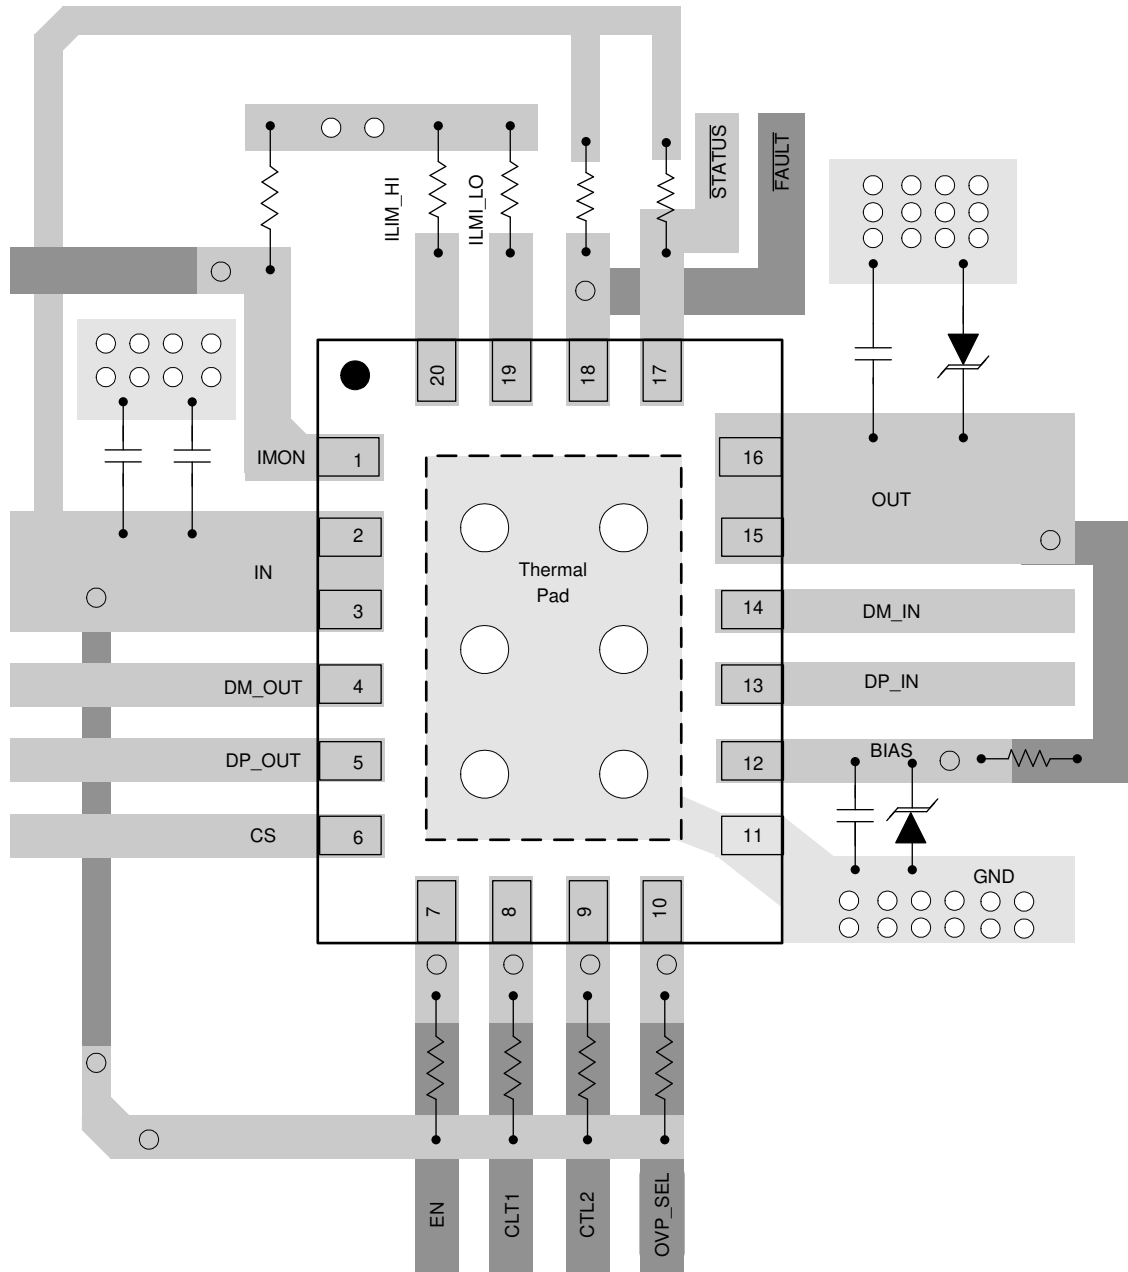 STATUS
FAULT
ILIM_HI
ILMI_LO
20
19
18
17
IMON
1
16
OUT
2
15
IN
Thermal
Pad
3
14
DM_IN
DM_OUT
4
13
DP_IN
DP_OUT
5
12
BIAS
CS
6
11
GND
7
8
9
10
EN
CLT1
CTL2
OVP_SEL